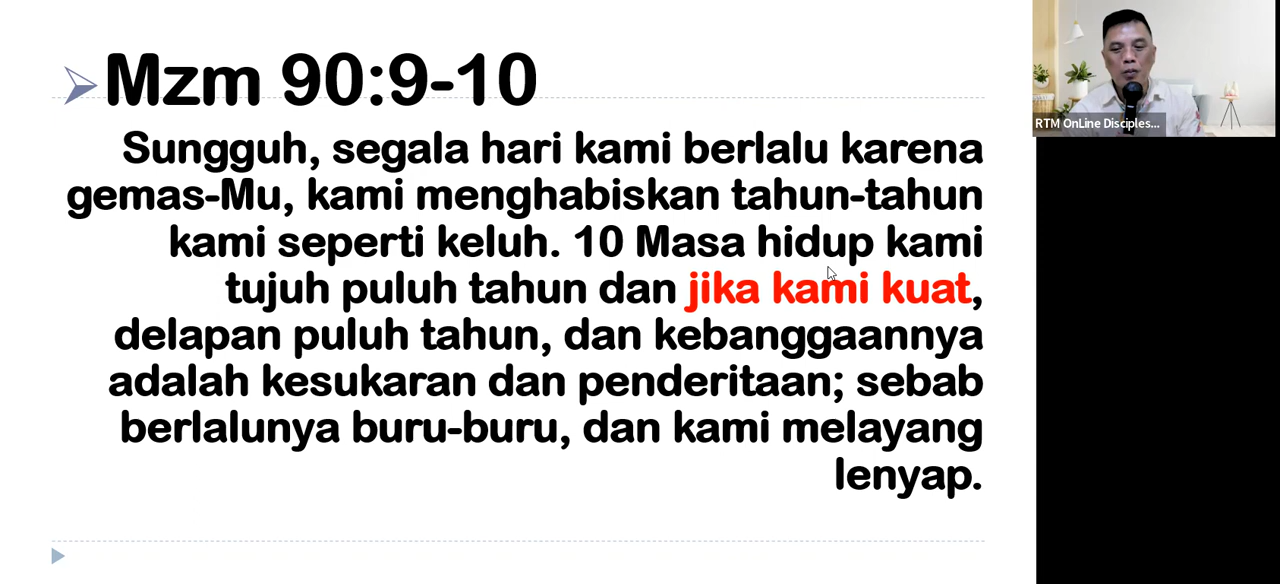 Mzm 90:9-10
Sungguh, segala hari kami berlalu karena
gemas-Mu, kami menghabiskan tahun-tahun
kami seperti keluh. 10 Masa hidup kami
tujuh puluh tahun dan jika kami kuat,
delapan puluh tahun, dan kebanggaannya
adalah kesukaran dan penderitaan; sebab
berlalunya buru-buru, dan kami melayang
lenyap.
RTM OnLine Disciples...